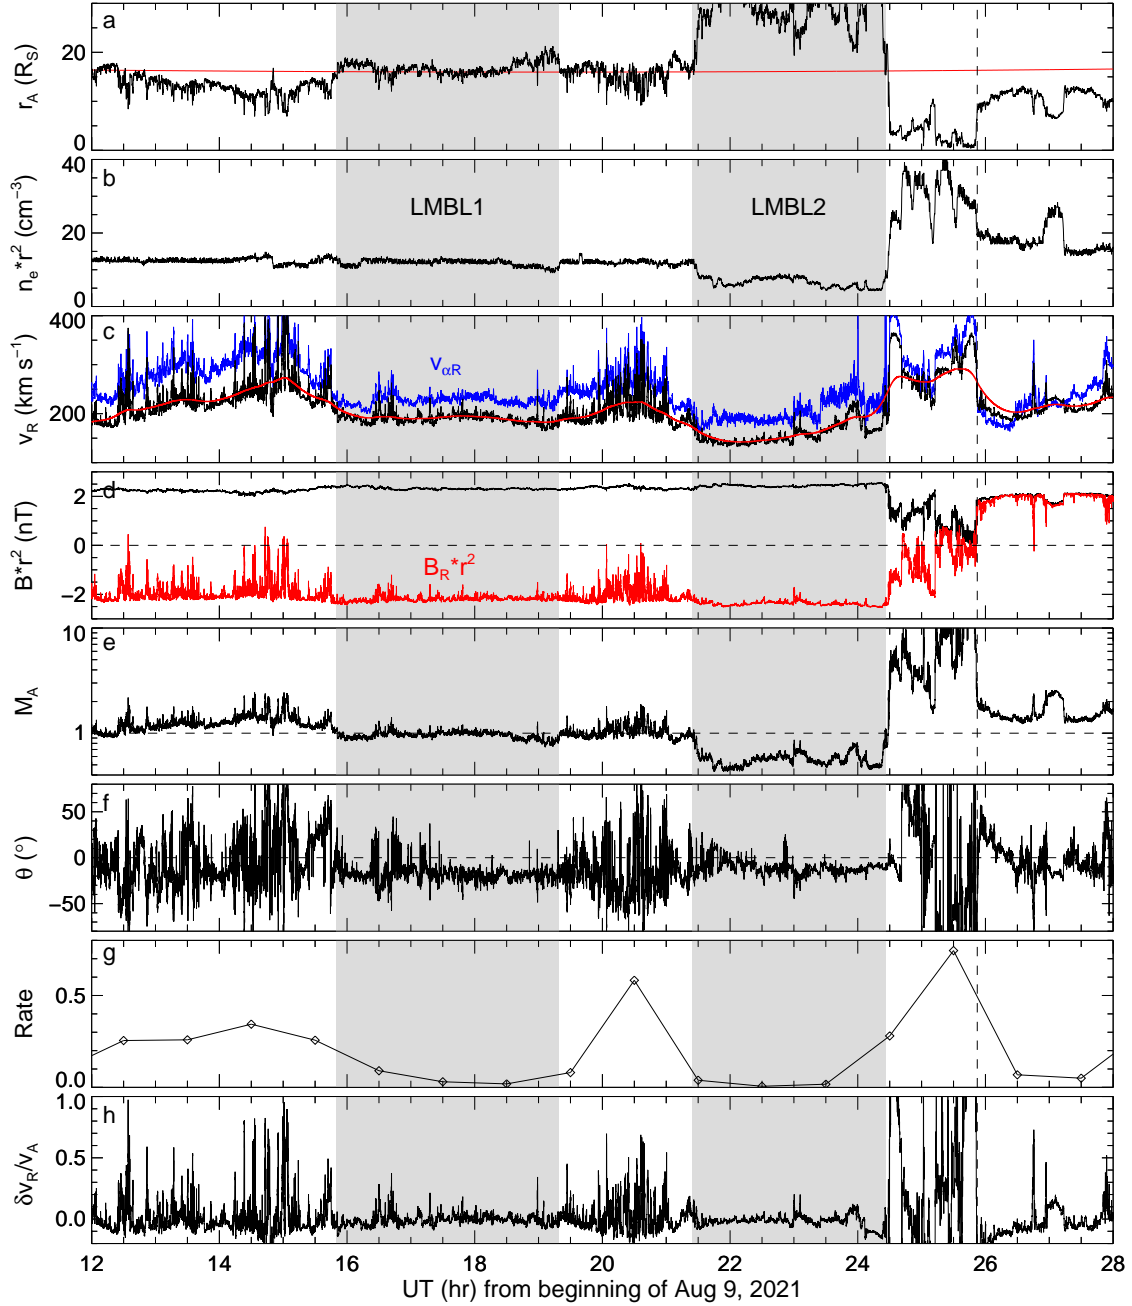 a
r_A (R_S)
20
0
b
n_e*r² (cm⁻³)
40
20
0
LMBL1
LMBL2
c
v_R (km s⁻¹)
400
200
v_αR
d
B*r² (nT)
2
0
−2
B_R*r²
e
M_A
10
1
f
θ (°)
50
0
−50
g
Rate
0.5
0.0
h
δv_R/v_A
1.0
0.5
0.0
12 14 16 18 20 22 24 26 28
UT (hr) from beginning of Aug 9, 2021